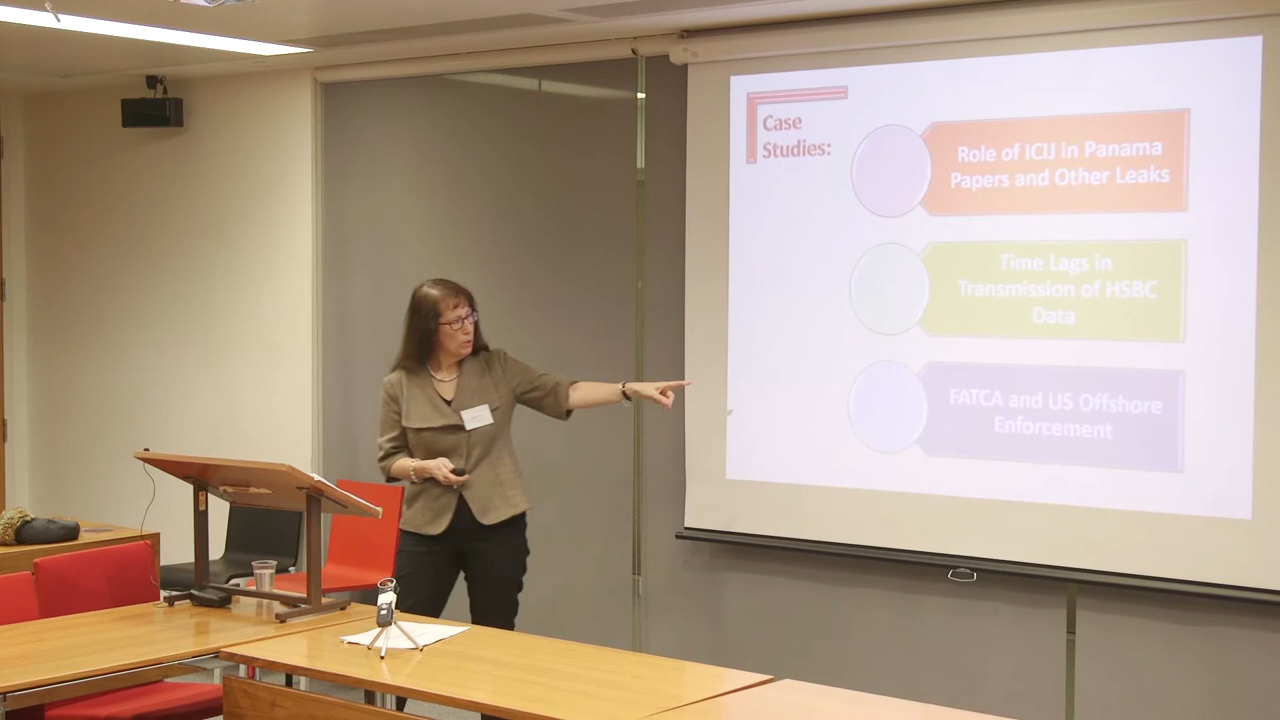 Case
Studies:
Role of ICIJ in Panama
Papers and Other Leaks
Time Lags in
Transmission of HSBC
Data
FATCA and US Offshore
Enforcement